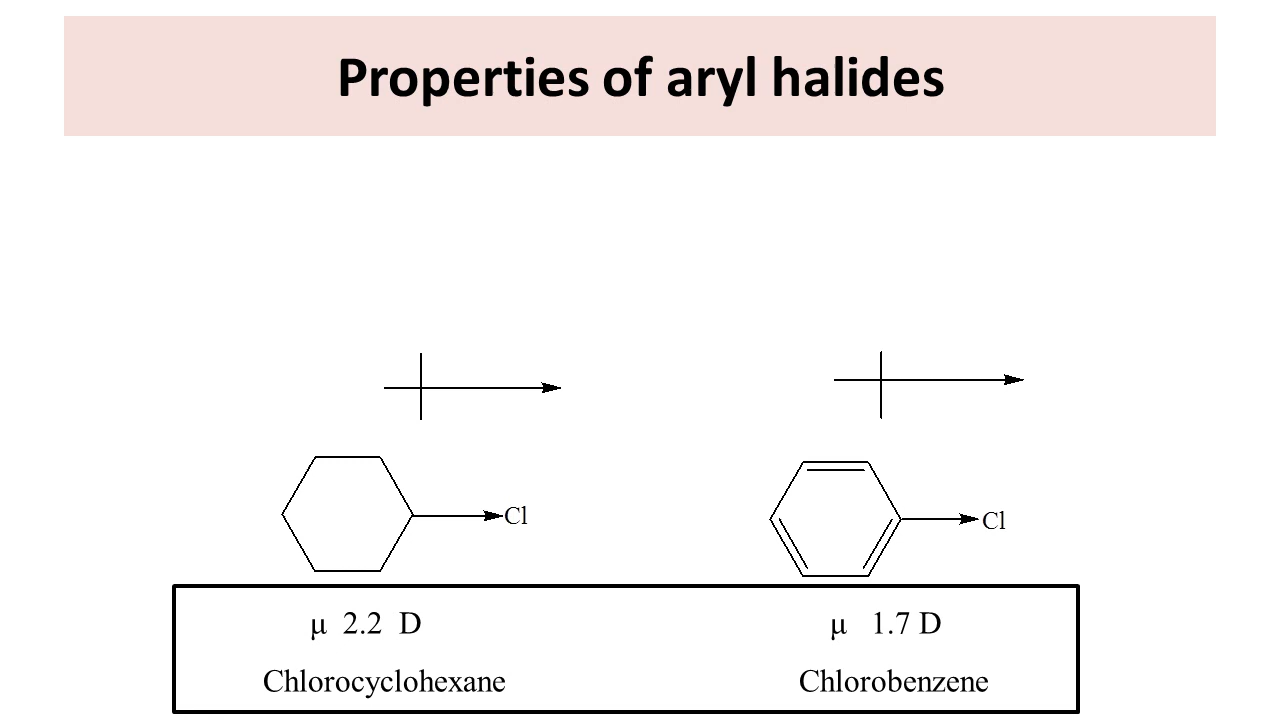 Properties of aryl halides
Cl
Cl
μ 2.2 D
μ 1.7 D
Chlorocyclohexane
Chlorobenzene